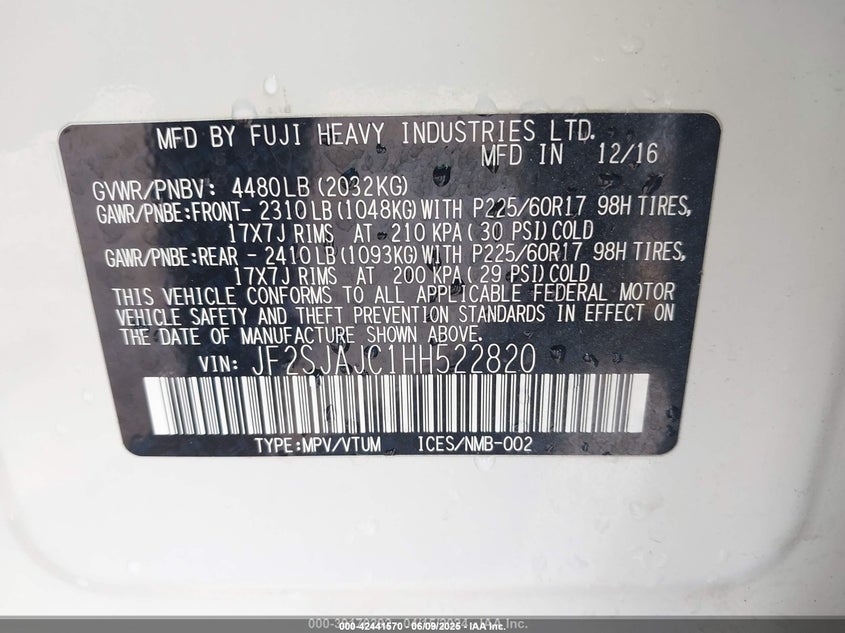 MFD BY FUJI HEAVY INDUSTRIES LTD.
MFD IN 12/16
GVWR/PNBV: 4480LB(2032KG)
GAWR/PNBE:FRONT- 2310LB(1048KG)WITH P225/60R17 98H TIRES,
17X7J RIMS AT 210 KPA( 30 PSI)COLD
GAWR/PNBE:REAR - 2410LB(1093KG)WITH P225/60R17 98H TIRES,
17X7J RIMS AT 200 KPA( 29 PSI)COLD
THIS VEHICLE CONFORMS TO ALL APPLICABLE FEDERAL MOTOR
VEHICLE SAFETY AND THEFT PREVENTION STANDARDS IN EFFECT ON
THE DATE OF MANUFACTURE SHOWN ABOVE.
VIN: JF2SJAJC1HH522820
TYPE:MPV/VTUM ICES/NMB-002
000-42441570 - 06/09/2025 - IAA Inc.